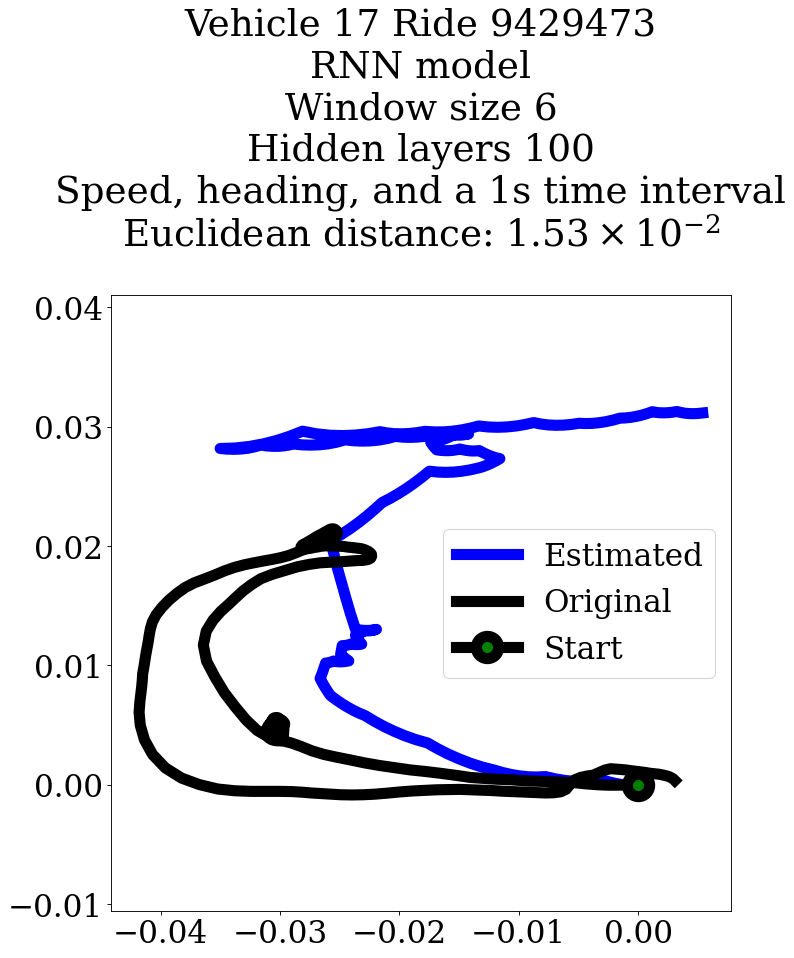 Vehicle 17 Ride 9429473
RNN model
Window size 6
Hidden layers 100
Speed, heading, and a 1s time interval
Euclidean distance: 1.53 × 10⁻²
0.04
0.03
0.02
0.01
0.00
−0.01
Estimated
Original
Start
−0.04 −0.03 −0.02 −0.01 0.00